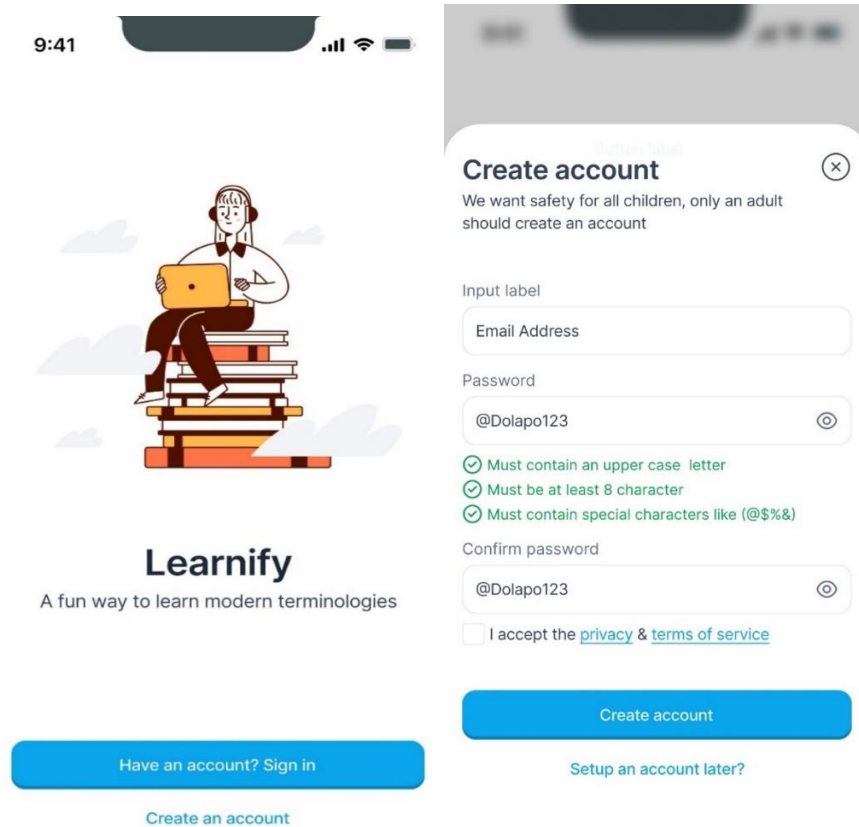 9:41
Learnify
A fun way to learn modern terminologies
Have an account? Sign in
Create an account
Create account
We want safety for all children, only an adult
should create an account
Input label
Email Address
Password
@Dolapo123
Must contain an upper case letter
Must be at least 8 character
Must contain special characters like (@$%&)
Confirm password
@Dolapo123
I accept the privacy & terms of service
Create account
Setup an account later?